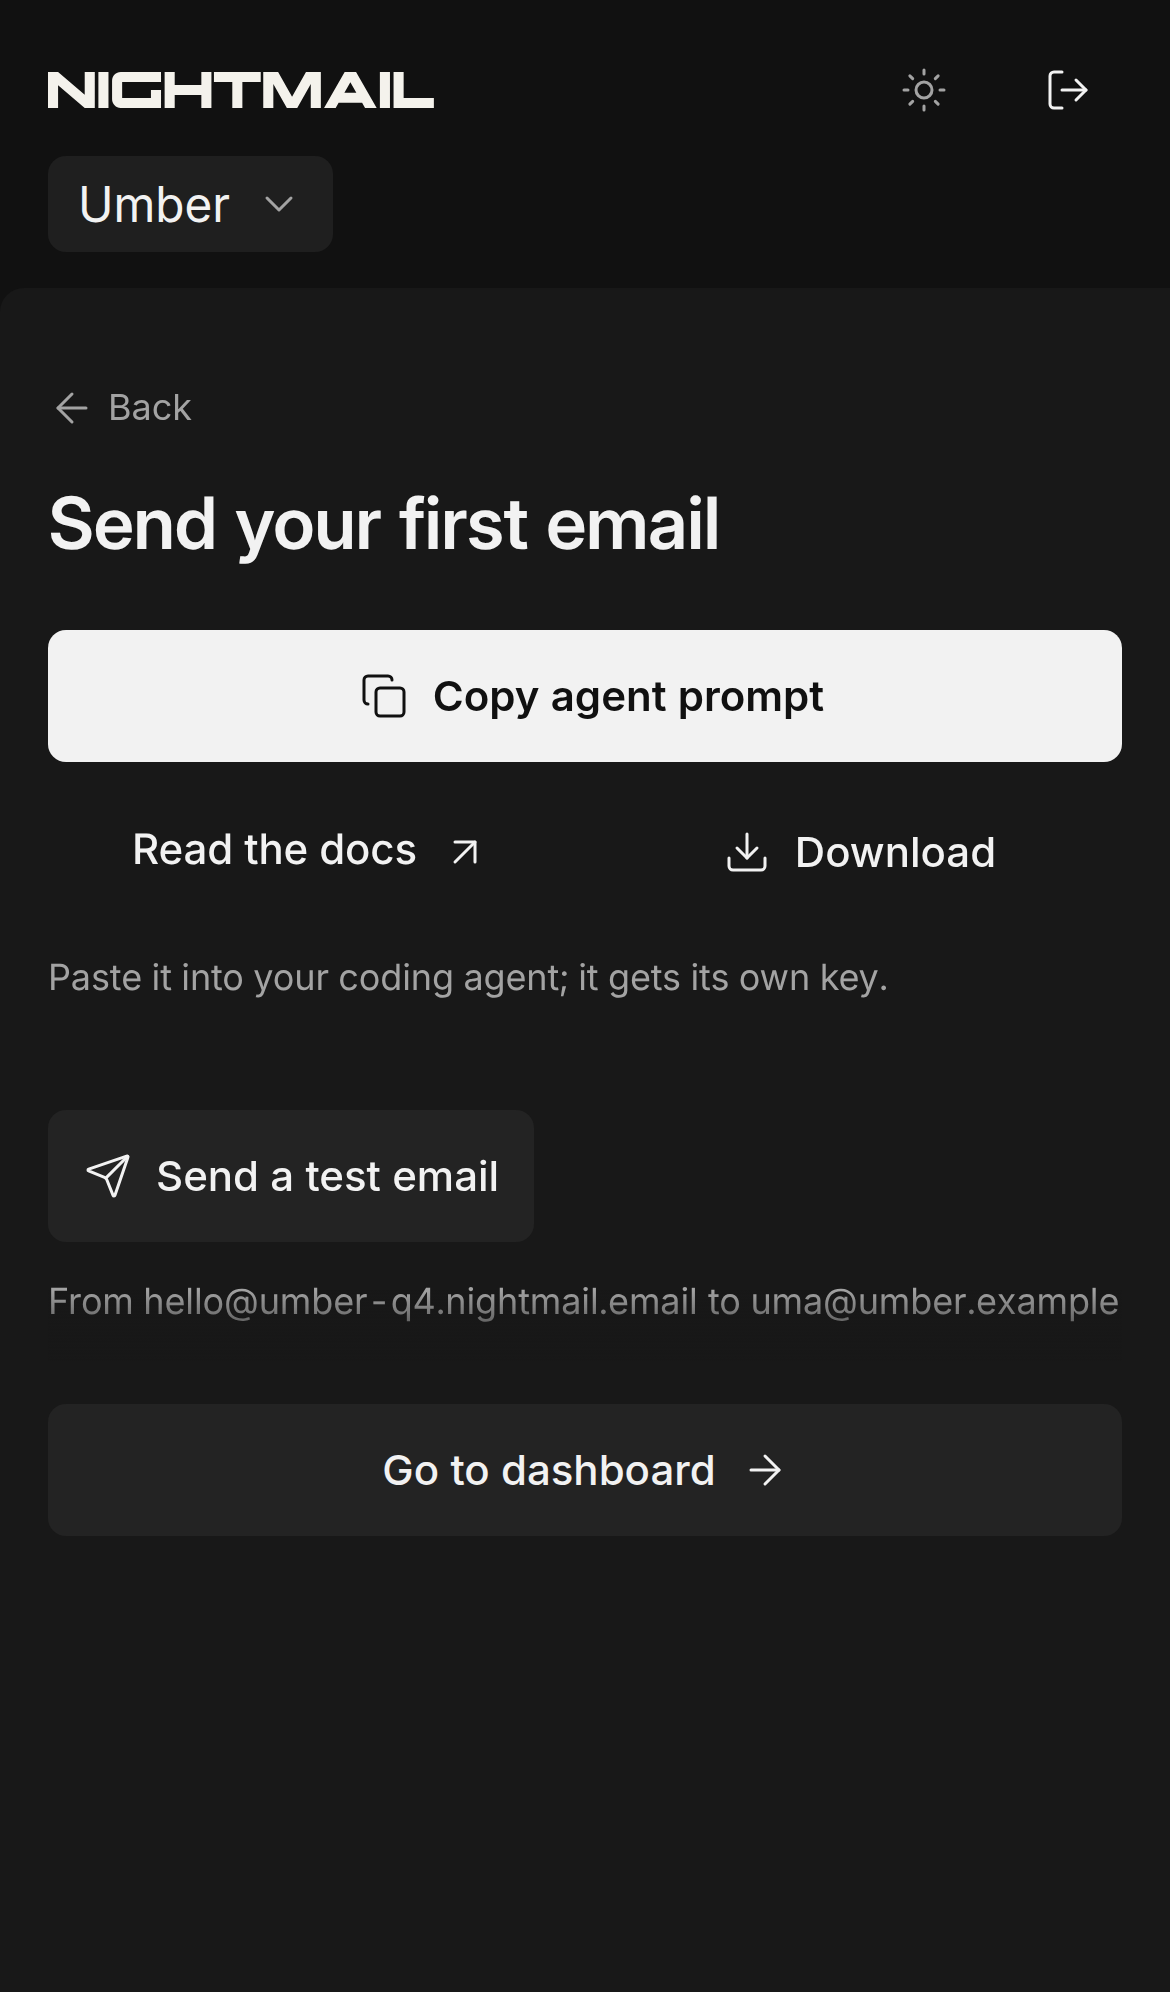 NIGHTMAIL
Umber
Back
Send your first email
Copy agent prompt
Read the docs
Download
Paste it into your coding agent; it gets its own key.
Send a test email
From hello@umber-q4.nightmail.email to uma@umber.example
Go to dashboard